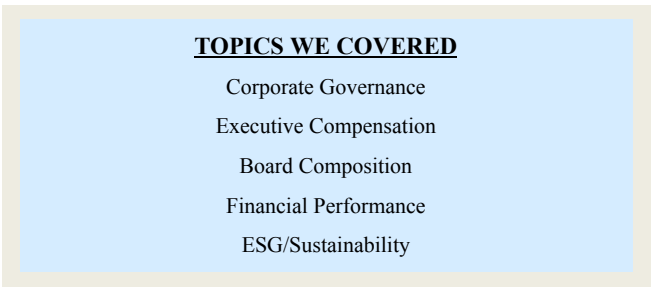 TOPICS WE COVERED
Corporate Governance
Executive Compensation
Board Composition
Financial Performance
ESG/Sustainability